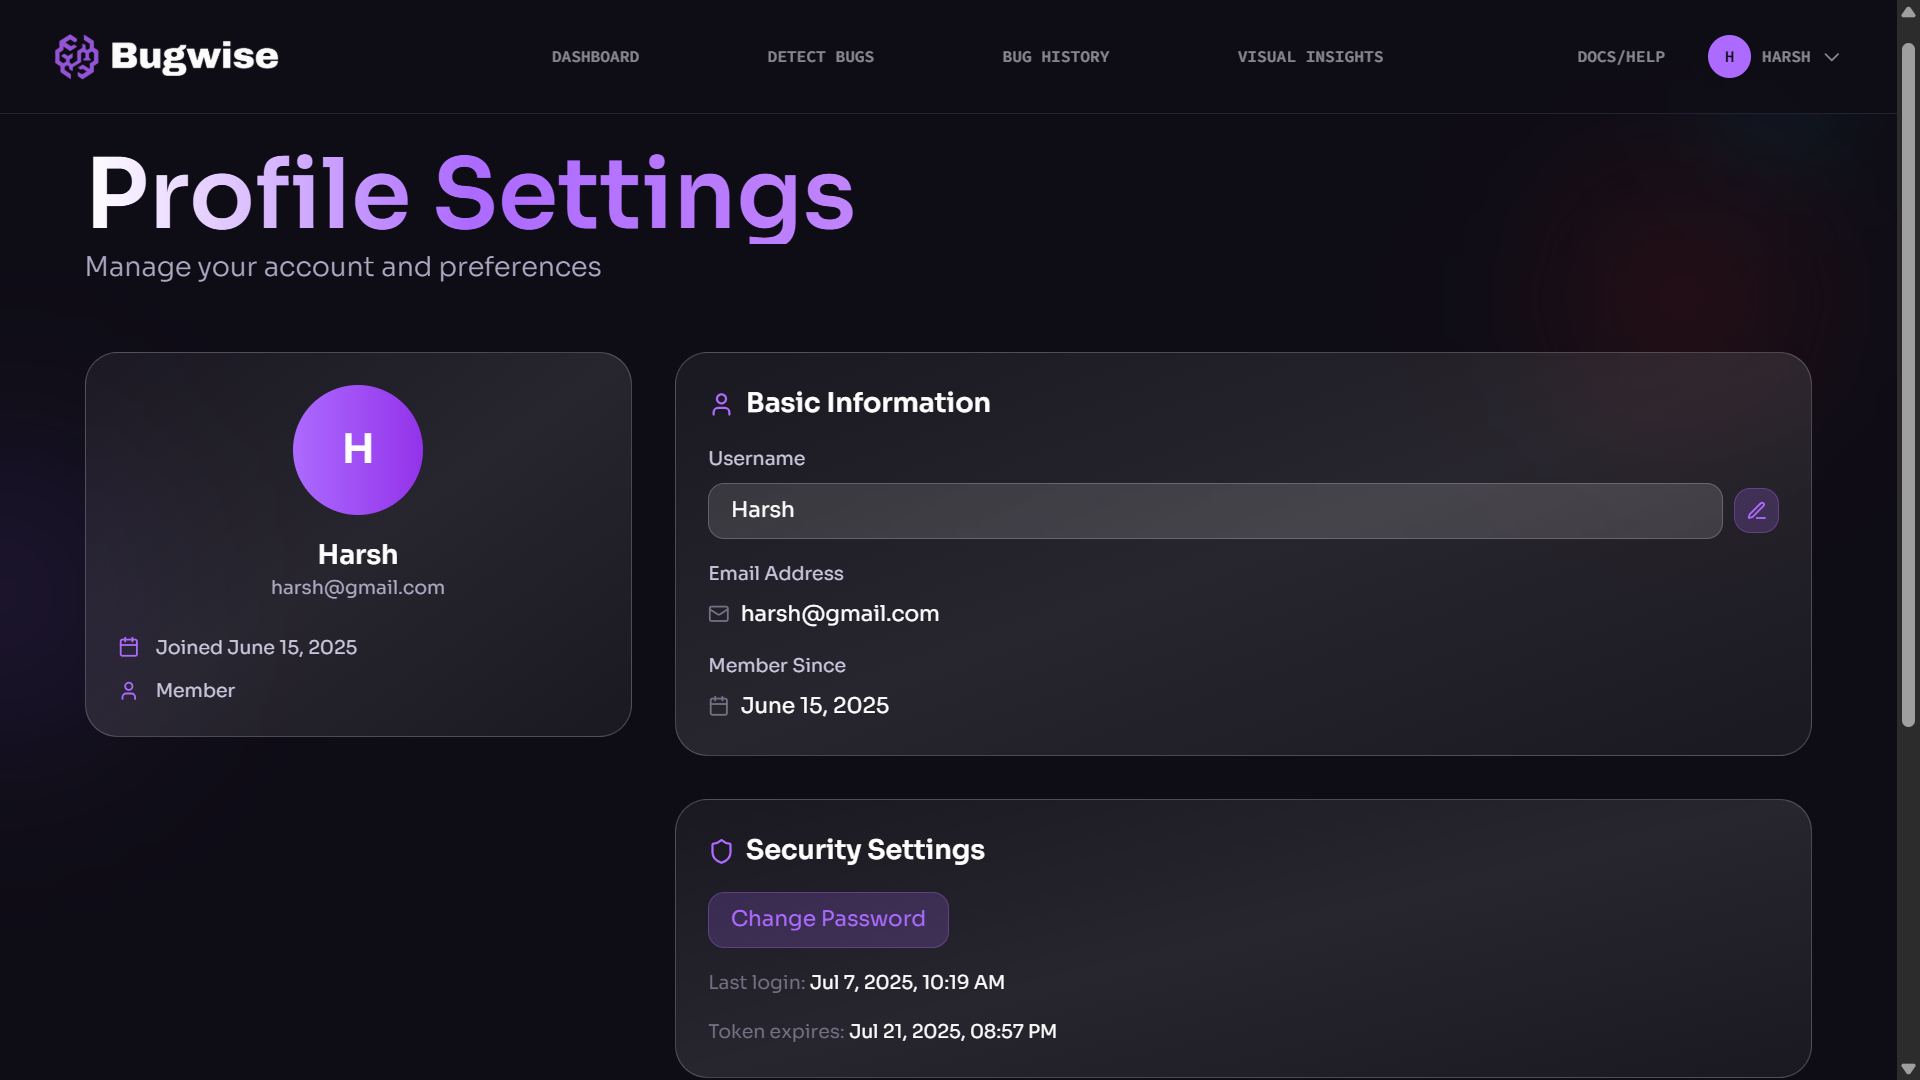 Bugwise
DASHBOARD
DETECT BUGS
BUG HISTORY
VISUAL INSIGHTS
DOCS/HELP
H
HARSH
Profile Settings
Manage your account and preferences
H
Harsh
harsh@gmail.com
Joined June 15, 2025
Member
Basic Information
Username
Harsh
Email Address
harsh@gmail.com
Member Since
June 15, 2025
Security Settings
Change Password
Last login: Jul 7, 2025, 10:19 AM
Token expires: Jul 21, 2025, 08:57 PM